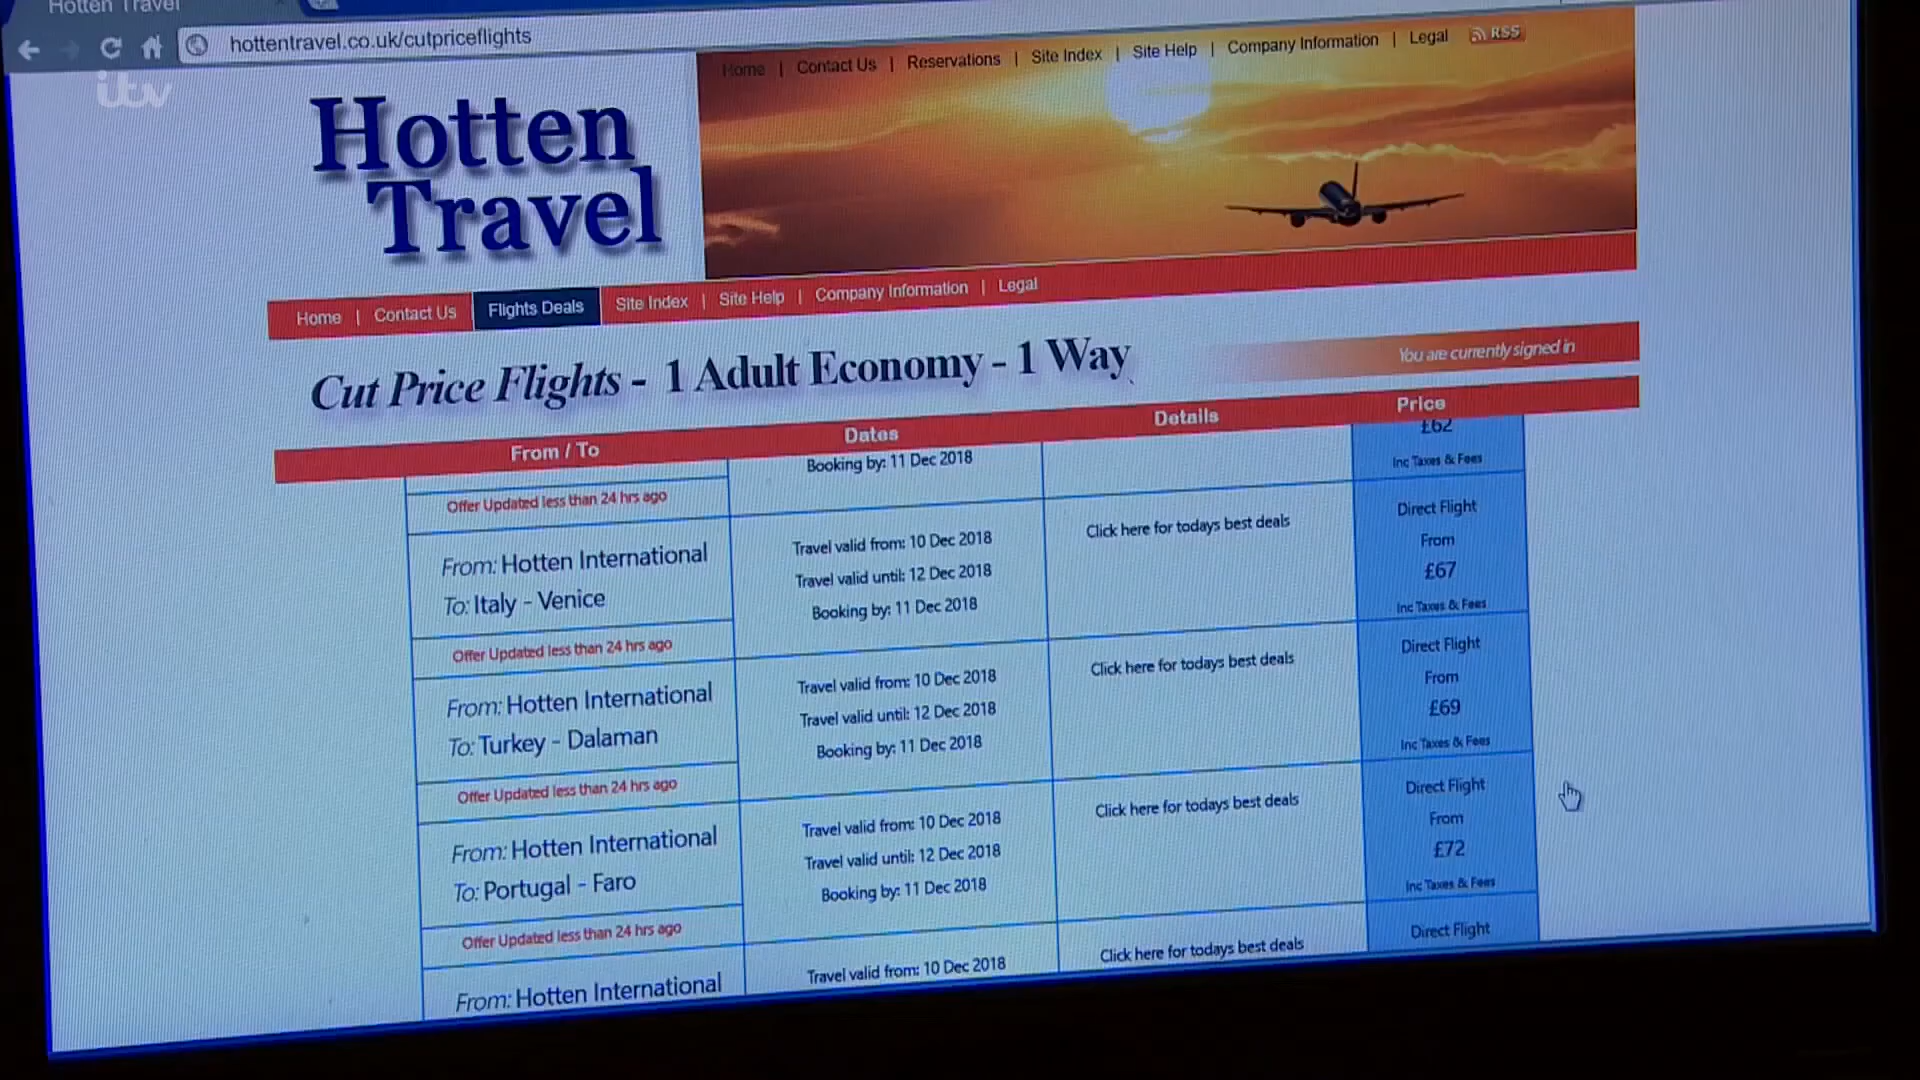 Hotten Travel
hottentravel.co.uk/cutpriceflights
itv
Home | Contact Us | Reservations | Site Index | Site Help | Company Information | Legal RSS
Hotten
Travel
Home | Contact Us Flights Deals Site Index | Site Help | Company Information | Legal
Cut Price Flights - 1 Adult Economy - 1 Way
You are currently signed in
From / To Dates Details Price
Booking by: 11 Dec 2018
£62
Inc Taxes & Fees
Offer Updated less than 24 hrs ago
From: Hotten International
To: Italy - Venice
Travel valid from: 10 Dec 2018
Travel valid until: 12 Dec 2018
Booking by: 11 Dec 2018
Click here for todays best deals
Direct Flight
From
£67
Inc Taxes & Fees
Offer Updated less than 24 hrs ago
From: Hotten International
To: Turkey - Dalaman
Travel valid from: 10 Dec 2018
Travel valid until: 12 Dec 2018
Booking by: 11 Dec 2018
Click here for todays best deals
Direct Flight
From
£69
Inc Taxes & Fees
Offer Updated less than 24 hrs ago
From: Hotten International
To: Portugal - Faro
Travel valid from: 10 Dec 2018
Travel valid until: 12 Dec 2018
Booking by: 11 Dec 2018
Click here for todays best deals
Direct Flight
From
£72
Inc Taxes & Fees
Offer Updated less than 24 hrs ago
From: Hotten International
Travel valid from: 10 Dec 2018
Click here for todays best deals
Direct Flight